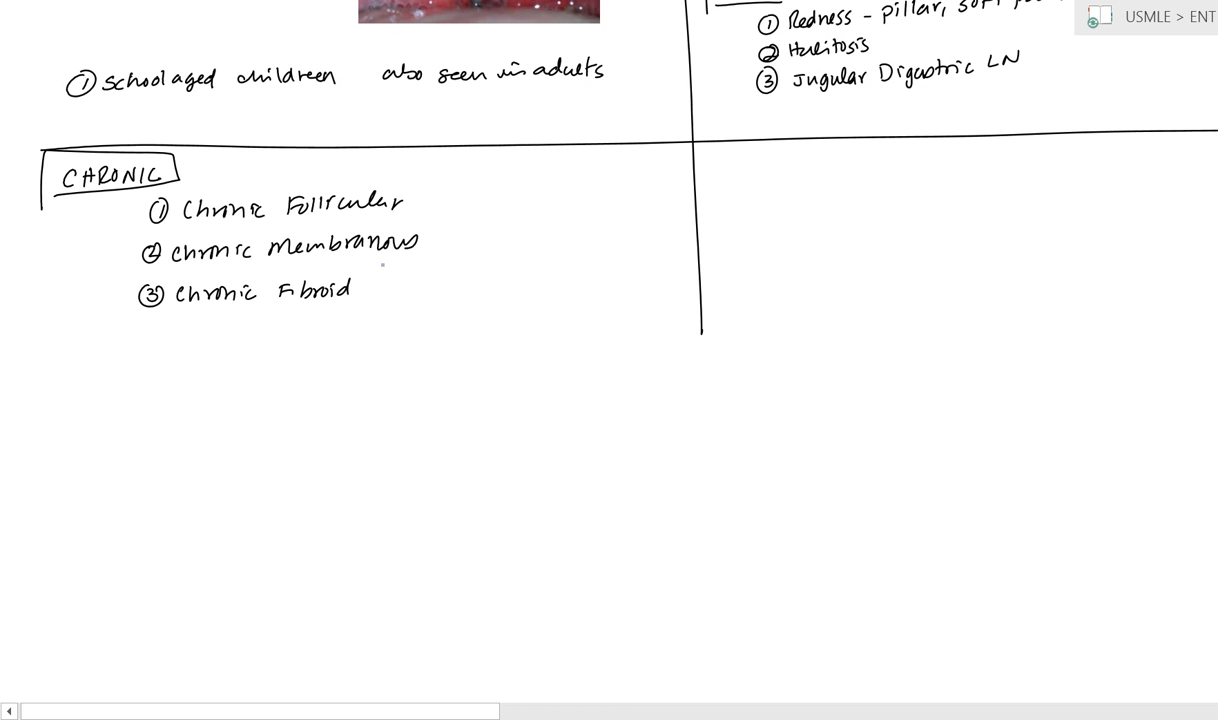 ① School aged children also seen in adults
① Redness - Pillar,
② Halitosis
③ Jugular Digastric LN
USMLE > ENT
CHRONIC
① Chronic Follicular
② Chronic Membranous
③ Chronic Fibroid